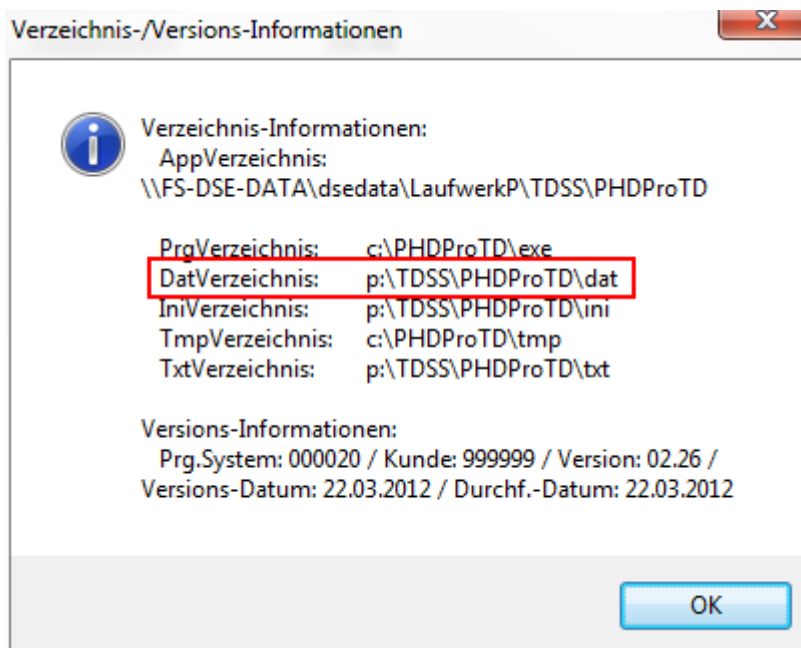 Verzeichnis-/Versions-Informationen
Verzeichnis-Informationen:
AppVerzeichnis:
\\FS-DSE-DATA\dsedata\LaufwerkP\TDSS\PHDProTD
PrgVerzeichnis: c:\PHDProTD\exe
DatVerzeichnis: p:\TDSS\PHDProTD\dat
IniVerzeichnis: p:\TDSS\PHDProTD\ini
TmpVerzeichnis: c:\PHDProTD\tmp
TxtVerzeichnis: p:\TDSS\PHDProTD\txt
Versions-Informationen:
Prg.System: 000020 / Kunde: 999999 / Version: 02.26 /
Versions-Datum: 22.03.2012 / Durchf.-Datum: 22.03.2012
OK